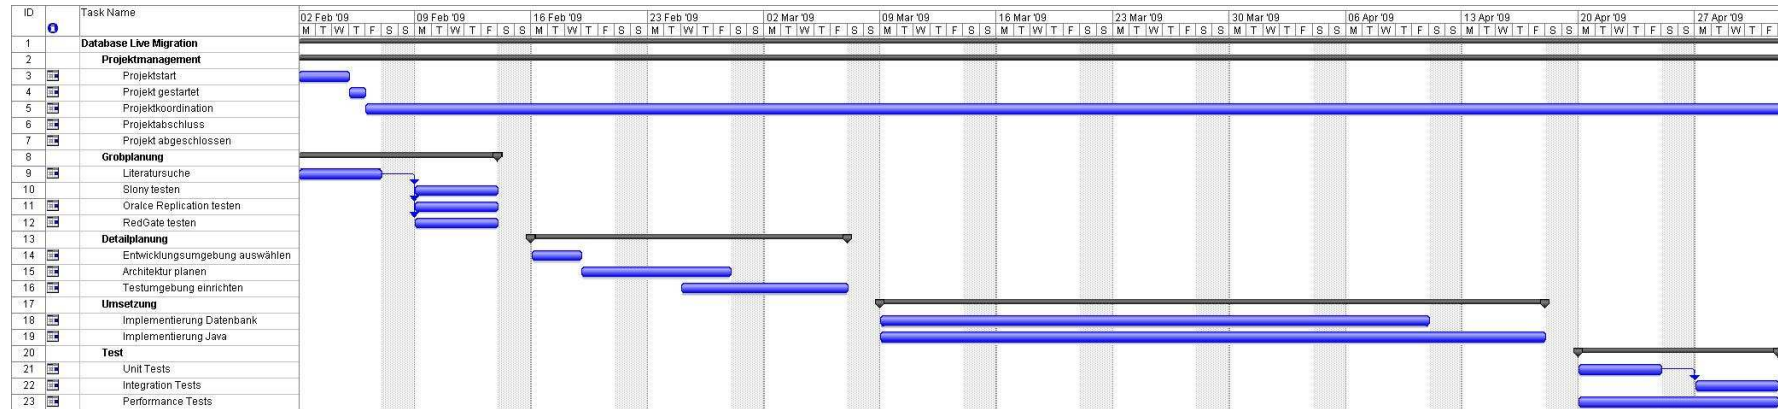 ID Task Name 02 Feb '09 09 Feb '09 16 Feb '09 23 Feb '09 02 Mar '09 09 Mar '09 16 Mar '09 23 Mar '09 30 Mar '09 06 Apr '09 13 Apr '09 20 Apr '09 27 Apr '09
M T W T F S S M T W T F S S M T W T F S S M T W T F S S M T W T F S S M T W T F S S M T W T F S S M T W T F S S M T W T F S S M T W T F S S M T W T F S S M T W T F S S M T W T F
1 Database Live Migration
2 Projektmanagement
3 Projektstart
4 Projekt gestartet
5 Projektkoordination
6 Projektabschluss
7 Projekt abgeschlossen
8 Grobplanung
9 Literatursuche
10 Slony testen
11 Oralce Replication testen
12 RedGate testen
13 Detailplanung
14 Entwicklungsumgebung auswählen
15 Architektur planen
16 Testumgebung einrichten
17 Umsetzung
18 Implementierung Datenbank
19 Implementierung Java
20 Test
21 Unit Tests
22 Integration Tests
23 Performance Tests